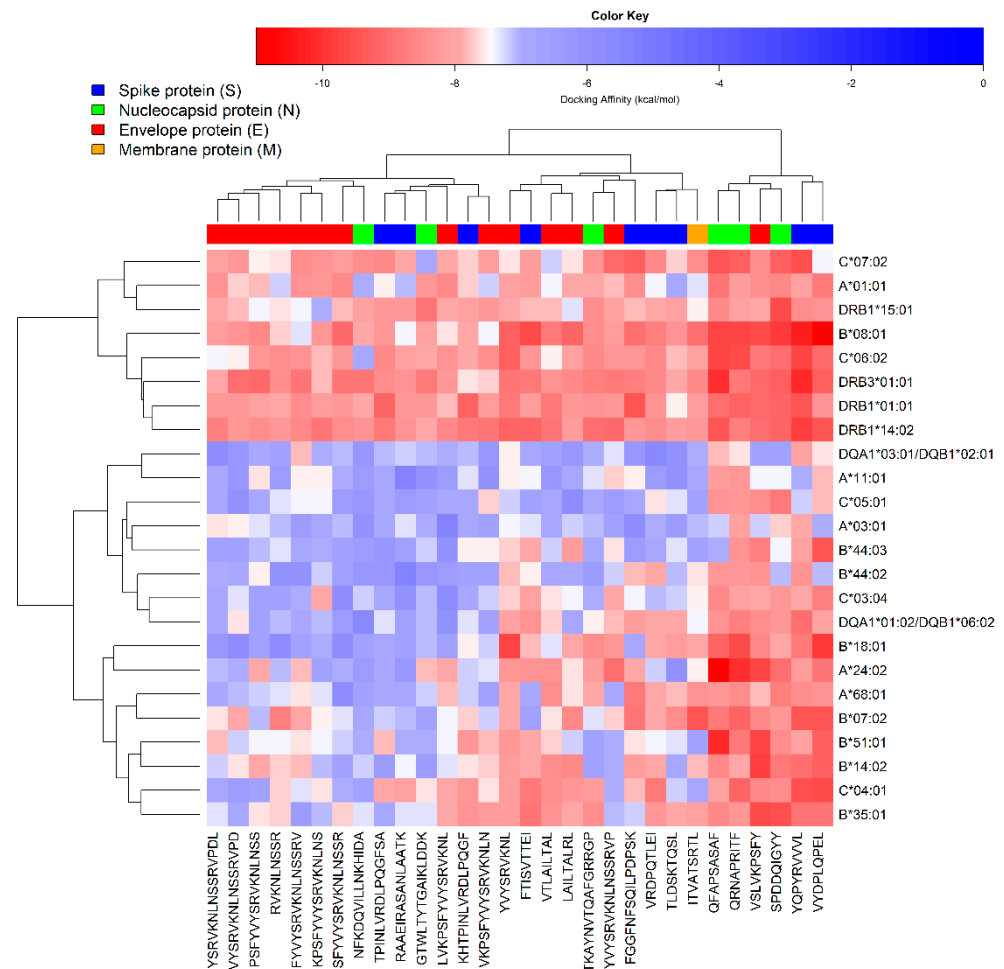 Color Key
-10
-8
-6
-4
-2
0
Docking Affinity (kcal/mol)
Spike protein (S)
Nucleocapsid protein (N)
Envelope protein (E)
Membrane protein (M)
C*07:02
A*01:01
DRB1*15:01
B*08:01
C*06:02
DRB3*01:01
DRB1*01:01
DRB1*14:02
DQA1*03:01/DQB1*02:01
A*11:01
C*05:01
A*03:01
B*44:03
B*44:02
C*03:04
DQA1*01:02/DQB1*06:02
B*18:01
A*24:02
A*68:01
B*07:02
B*51:01
B*14:02
C*04:01
B*35:01
YSRVKNLNSSRVPDL
VYSRVKNLNSSRVPD
PSFYVYSRVKNLNSS
RVKNLNSSR
FYVYSRVKNLNSSRV
KPSFYVYSRVKNLNS
SFYVYSRVKNLNSSR
NFKDQVILLNKHIDA
TPINLVRDLPQGFSA
RAAEIRASANLAATK
GTWLTYTGAIKLDDK
LVKPSFYVYSRVKNL
KHTPINLVRDLPQGF
VKPSFYVYSRVKNLN
YVYSRVKNL
FTISVTTEI
VTLAILTAL
LAILTALRL
TKAYNVTQAFGRRGP
YVYSRVKNLNSSRVP
FGGFNFSQILPDPSK
VRDPQTLEI
TLDSKTQSL
ITVATSRTL
QFAPSASAF
QRNAPRITF
VSLVKPSFY
SPDDQIGYY
YQPYRVVVL
VYDPLQPEL